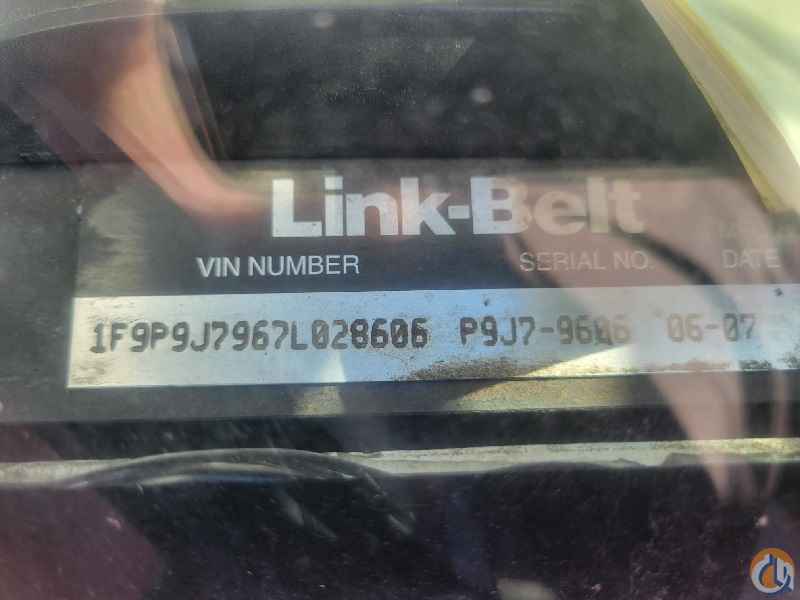 Link-Belt
VIN NUMBER SERIAL NO. DATE
1F9P9J7967L028606 P9J7-9606 06-07